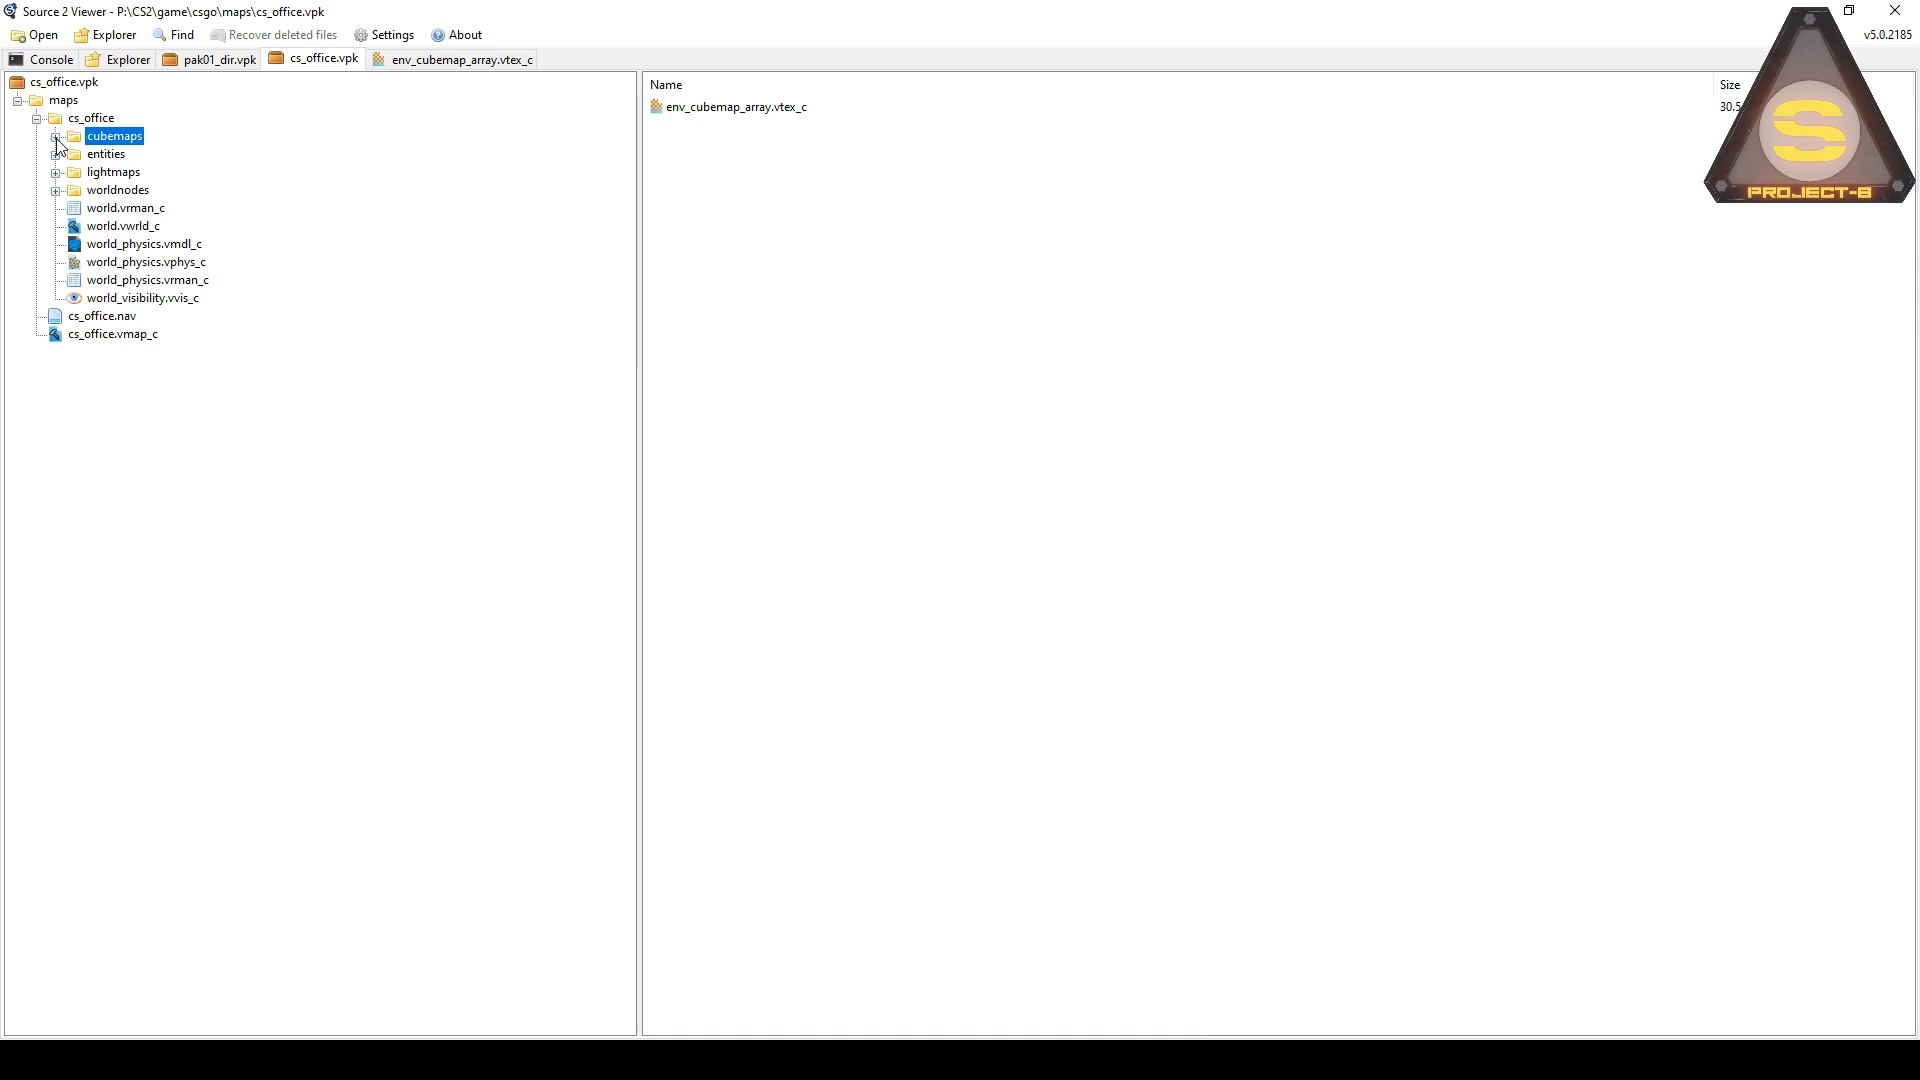 Source 2 Viewer - P:\CS2\game\csgo\maps\cs_office.vpk
Open Explorer Find Recover deleted files Settings About v5.0.2185
Console Explorer pak01_dir.vpk cs_office.vpk env_cubemap_array.vtex_c
cs_office.vpk
maps
cs_office
cubemaps
entities
lightmaps
worldnodes
world.vrman_c
world.vwrld_c
world_physics.vmdl_c
world_physics.vphys_c
world_physics.vrman_c
world_visibility.vvis_c
cs_office.nav
cs_office.vmap_c
Name Size
env_cubemap_array.vtex_c 30.5
S
PROJECT-8